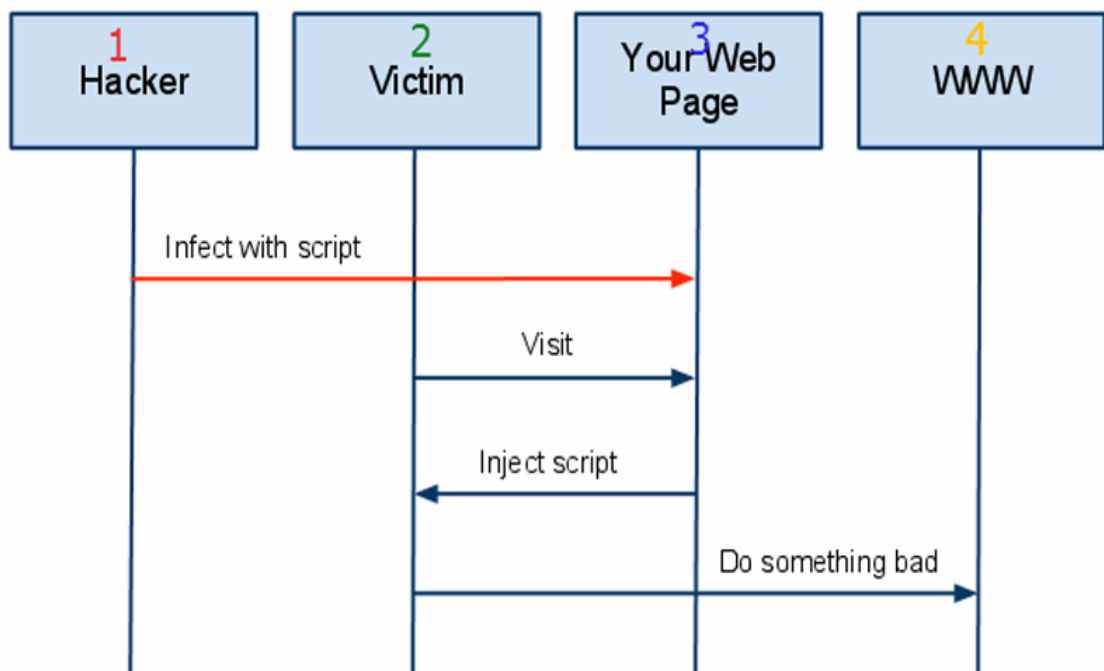 1
Hacker
2
Victim
3
Your Web
Page
4
WWW
Infect with script
Visit
Inject script
Do something bad